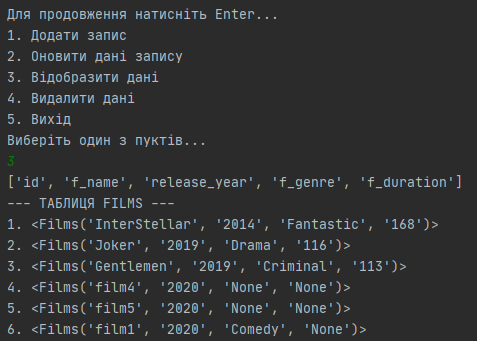 Для продовження натисніть Enter...
1. Додати запис
2. Оновити дані запису
3. Відобразити дані
4. Видалити дані
5. Вихід
Виберіть один з пуктів...
3
['id', 'f_name', 'release_year', 'f_genre', 'f_duration']
--- ТАБЛИЦЯ FILMS ---
1. <Films('InterStellar', '2014', 'Fantastic', '168')>
2. <Films('Joker', '2019', 'Drama', '116')>
3. <Films('Gentlemen', '2019', 'Criminal', '113')>
4. <Films('film4', '2020', 'None', 'None')>
5. <Films('film5', '2020', 'None', 'None')>
6. <Films('film1', '2020', 'Comedy', 'None')>